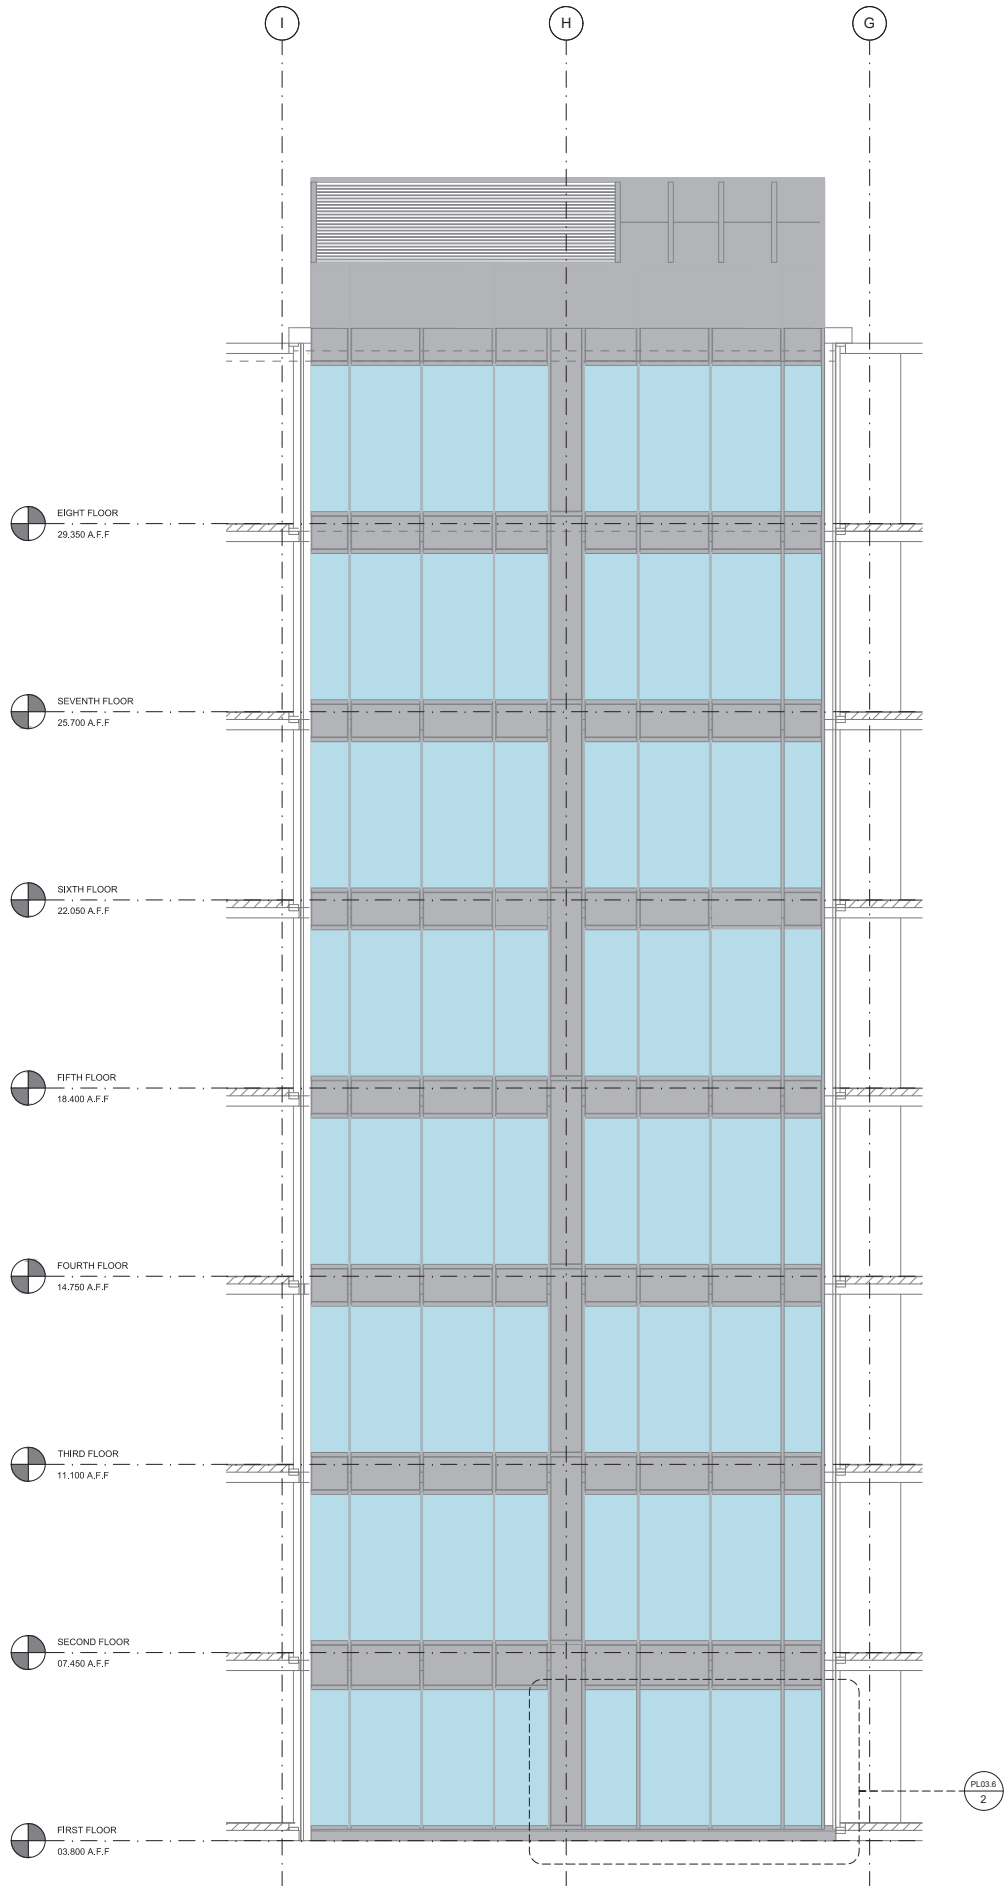 I
H
G
EIGHT FLOOR
29.350 A.F.F
SEVENTH FLOOR
25.700 A.F.F
SIXTH FLOOR
22.050 A.F.F
FIFTH FLOOR
18.400 A.F.F
FOURTH FLOOR
14.750 A.F.F
THIRD FLOOR
11.100 A.F.F
SECOND FLOOR
07.450 A.F.F
PL03.6
2
FIRST FLOOR
03.800 A.F.F